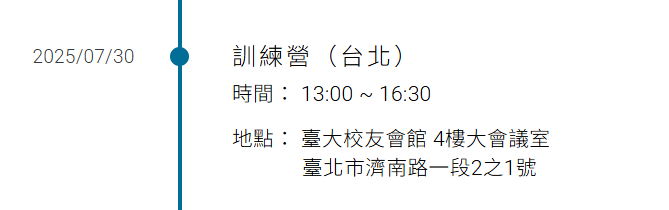 2025/07/30
訓練營（台北）
時間： 13:00 ~ 16:30
地點： 臺大校友會館 4樓大會議室
臺北市濟南路一段2之1號